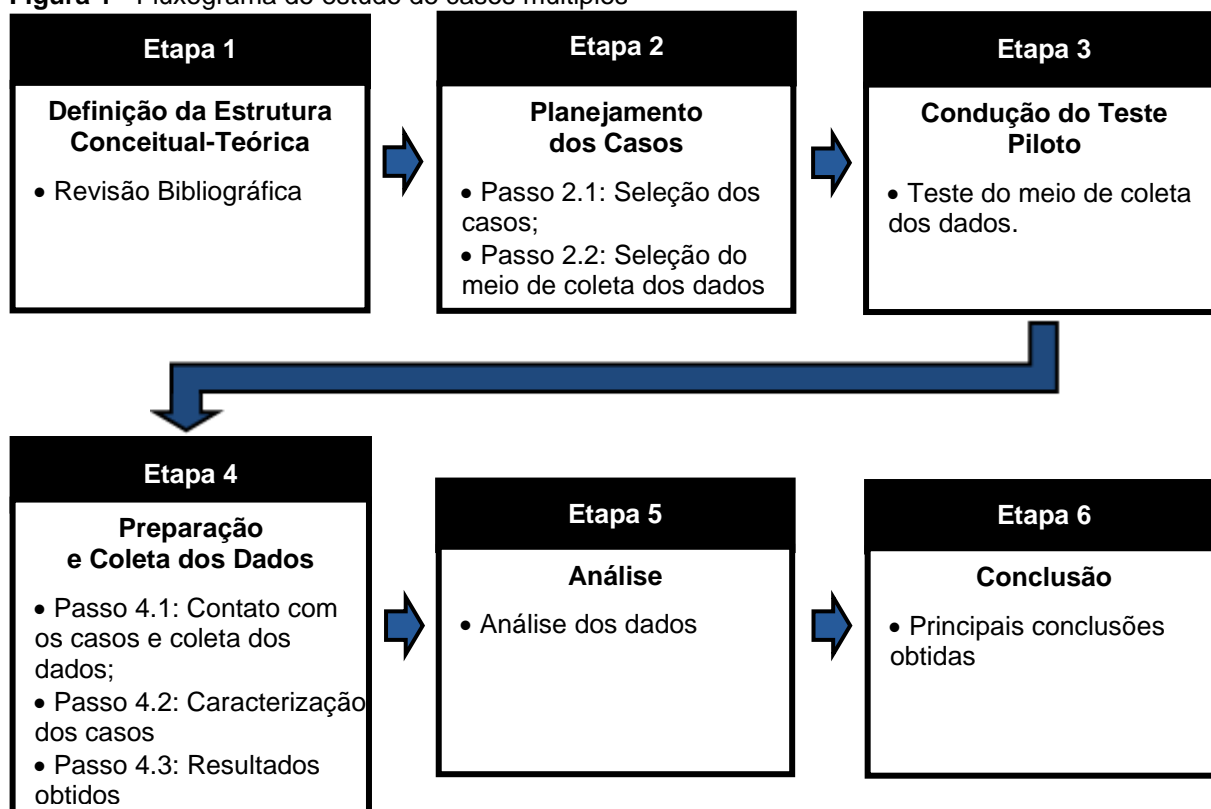 Figura 1 - Fluxograma do estudo de casos múltiplos
Etapa 1
Definição da Estrutura
Conceitual-Teórica
• Revisão Bibliográfica
Etapa 2
Planejamento
dos Casos
• Passo 2.1: Seleção dos
casos;
• Passo 2.2: Seleção do
meio de coleta dos dados
Etapa 3
Condução do Teste
Piloto
• Teste do meio de coleta
dos dados.
Etapa 4
Preparação
e Coleta dos Dados
• Passo 4.1: Contato com
os casos e coleta dos
dados;
• Passo 4.2: Caracterização
dos casos
• Passo 4.3: Resultados
obtidos
Etapa 5
Análise
• Análise dos dados
Etapa 6
Conclusão
• Principais conclusões
obtidas